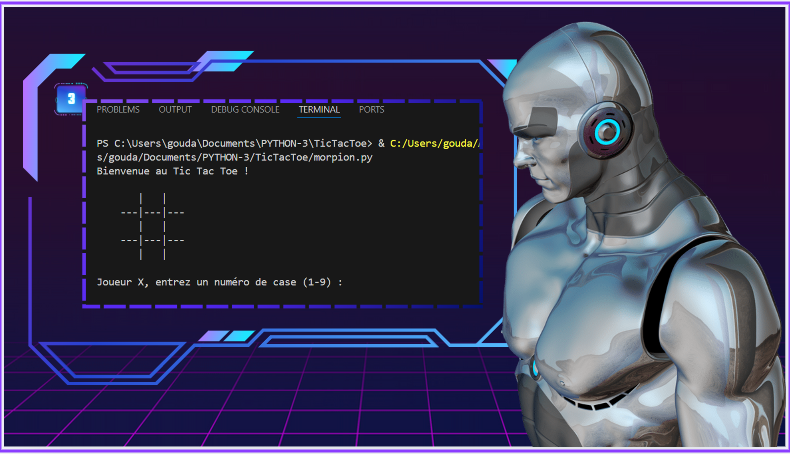 3
PROBLEMS OUTPUT DEBUG CONSOLE TERMINAL PORTS
PS C:\Users\gouda\Documents\PYTHON-3\TicTacToe> & C:/Users/gouda/
s/gouda/Documents/PYTHON-3/TicTacToe/morpion.py
Bienvenue au Tic Tac Toe !
   |   |
---|---|---
   |   |
---|---|---
   |   |
Joueur X, entrez un numéro de case (1-9) :